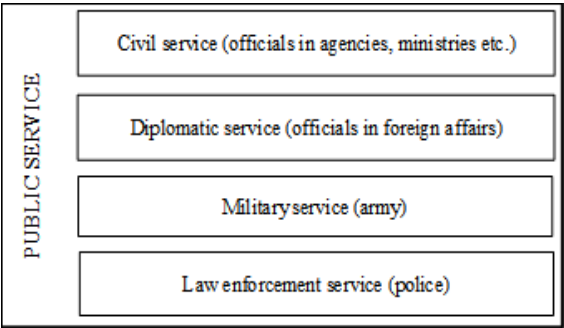 PUBLIC SERVICE
Civil service (officials in agencies, ministries etc.)
Diplomatic service (officials in foreign affairs)
Military service (army)
Law enforcement service (police)